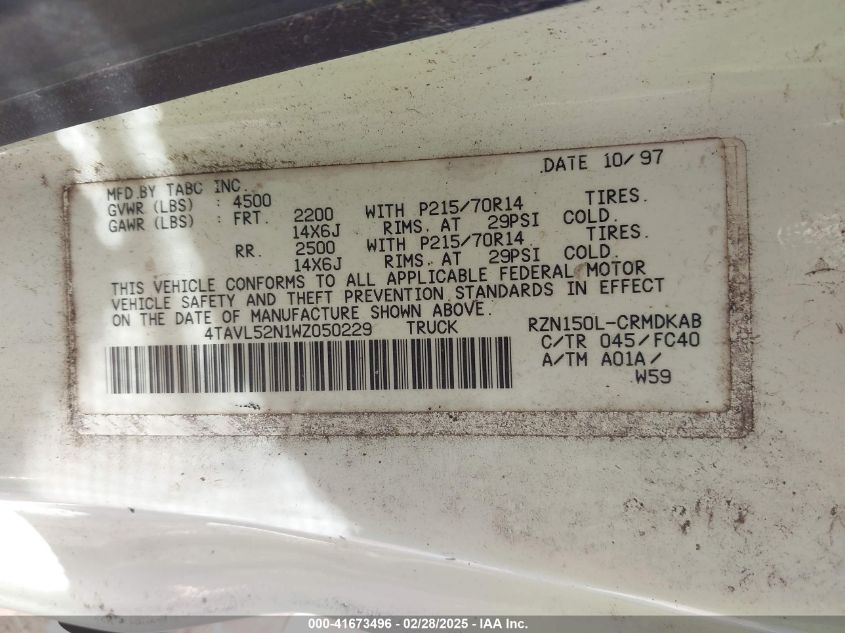 DATE 10/97
MFD.BY TABC INC.
GVWR (LBS) : 4500
GAWR (LBS) : FRT. 2200 WITH P215/70R14 TIRES.
14X6J RIMS. AT 29PSI COLD.
RR. 2500 WITH P215/70R14 TIRES.
14X6J RIMS. AT 29PSI COLD.
THIS VEHICLE CONFORMS TO ALL APPLICABLE FEDERAL MOTOR
VEHICLE SAFETY AND THEFT PREVENTION STANDARDS IN EFFECT
ON THE DATE OF MANUFACTURE SHOWN ABOVE.
4TAVL52N1WZ050229 TRUCK RZN150L-CRMDKAB
C/TR 045/FC40
A/TM A01A/
W59
000-41673496 - 02/28/2025 - IAA Inc.